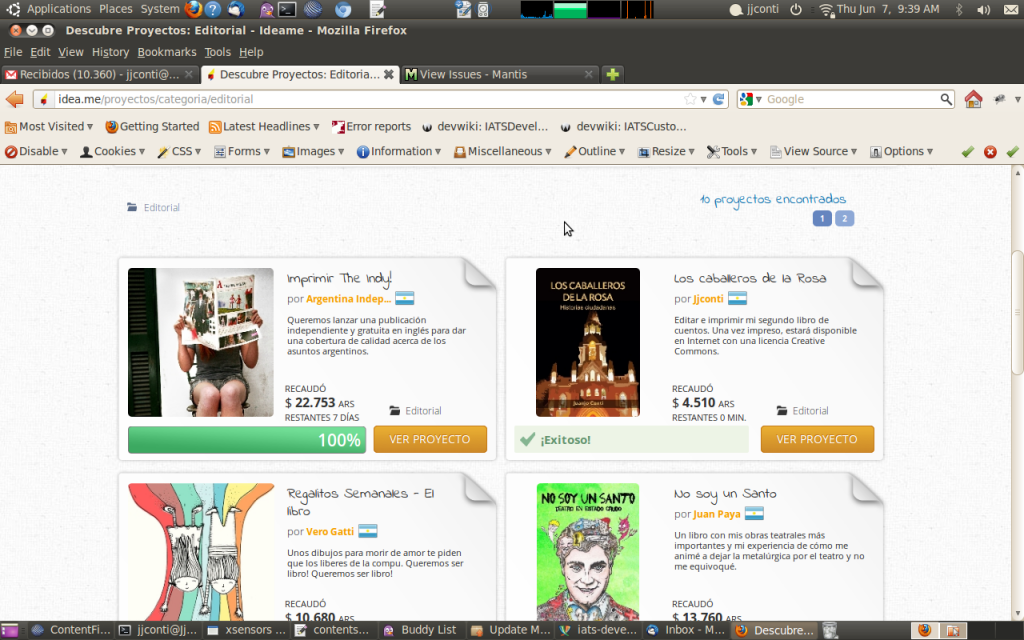 Applications Places System
jjconti
Thu Jun 7, 9:39 AM
Descubre Proyectos: Editorial - Ideame - Mozilla Firefox
File Edit View History Bookmarks Tools Help
Recibidos (10.360) - jjconti@...
Descubre Proyectos: Editoria...
View Issues - Mantis
idea.me/proyectos/categoria/editorial
Google
Most Visited
Getting Started
Latest Headlines
Error reports
devwiki: IATSDevel...
devwiki: IATSCusto...
Disable
Cookies
CSS
Forms
Images
Information
Miscellaneous
Outline
Resize
Tools
View Source
Options
Editorial
10 proyectos encontrados
1 2
Imprimir The Indy!
por Argentina Indep...
Queremos lanzar una publicación
independiente y gratuita en inglés para dar
una cobertura de calidad acerca de los
asuntos argentinos.
RECAUDÓ
$ 22.753 ARS
RESTANTES 7 DÍAS
Editorial
100%
VER PROYECTO
LOS CABALLEROS
DE LA ROSA
Historias ciudadanas
Juanjo Conti
Los caballeros de la Rosa
por Jjconti
Editar e imprimir mi segundo libro de
cuentos. Una vez impreso, estará disponible
en Internet con una licencia Creative
Commons.
RECAUDÓ
$ 4.510 ARS
RESTANTES 0 MIN.
Editorial
¡Exitoso!
VER PROYECTO
Regalitos Semanales - El
libro
por Vero Gatti
Unos dibujos para morir de amor te piden
que los liberes de la compu. Queremos ser
libro! Queremos ser libro!
RECAUDÓ
$ 10.680 ARS
NO SOY UN SANTO
TEATRO EN ESTADO CRUDO
No soy un Santo
por Juan Paya
Un libro con mis obras teatrales más
importantes y mi experiencia de cómo me
animé a dejar la metalúrgica por el teatro y no
me equivoqué.
RECAUDÓ
$ 13.760 ARS
ContentFi...
jjconti@jj...
xsensors ...
contents...
Buddy List
Update M...
iats-deve...
Inbox - M...
Descubre...